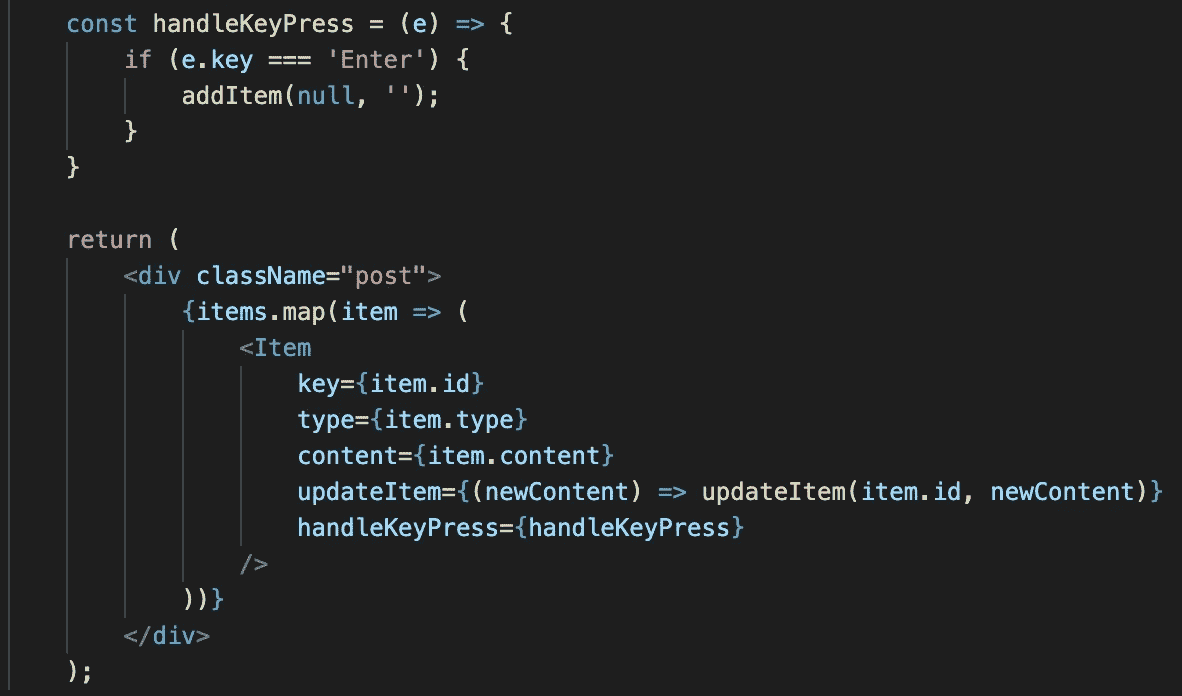 const handleKeyPress = (e) => {
    if (e.key === 'Enter') {
        addItem(null, '');
    }
}

return (
    <div className="post">
        {items.map(item => (
            <Item
                key={item.id}
                type={item.type}
                content={item.content}
                updateItem={(newContent) => updateItem(item.id, newContent)}
                handleKeyPress={handleKeyPress}
            />
        ))}
    </div>
);